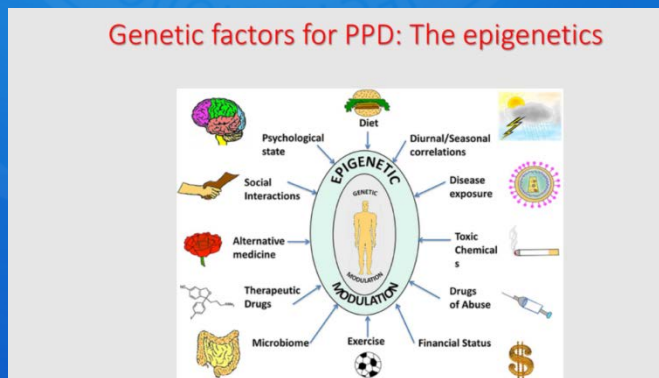 Genetic factors for PPD: The epigenetics
Diet
Psychological
state
Diurnal/Seasonal
correlations
EPIGENETIC
Social
Interactions
GENETIC
Disease
exposure
Alternative
medicine
Toxic
Chemical
s
MODULATION
Therapeutic
Drugs
MODULATION
Drugs
of Abuse
Microbiome
Exercise
Financial Status
$